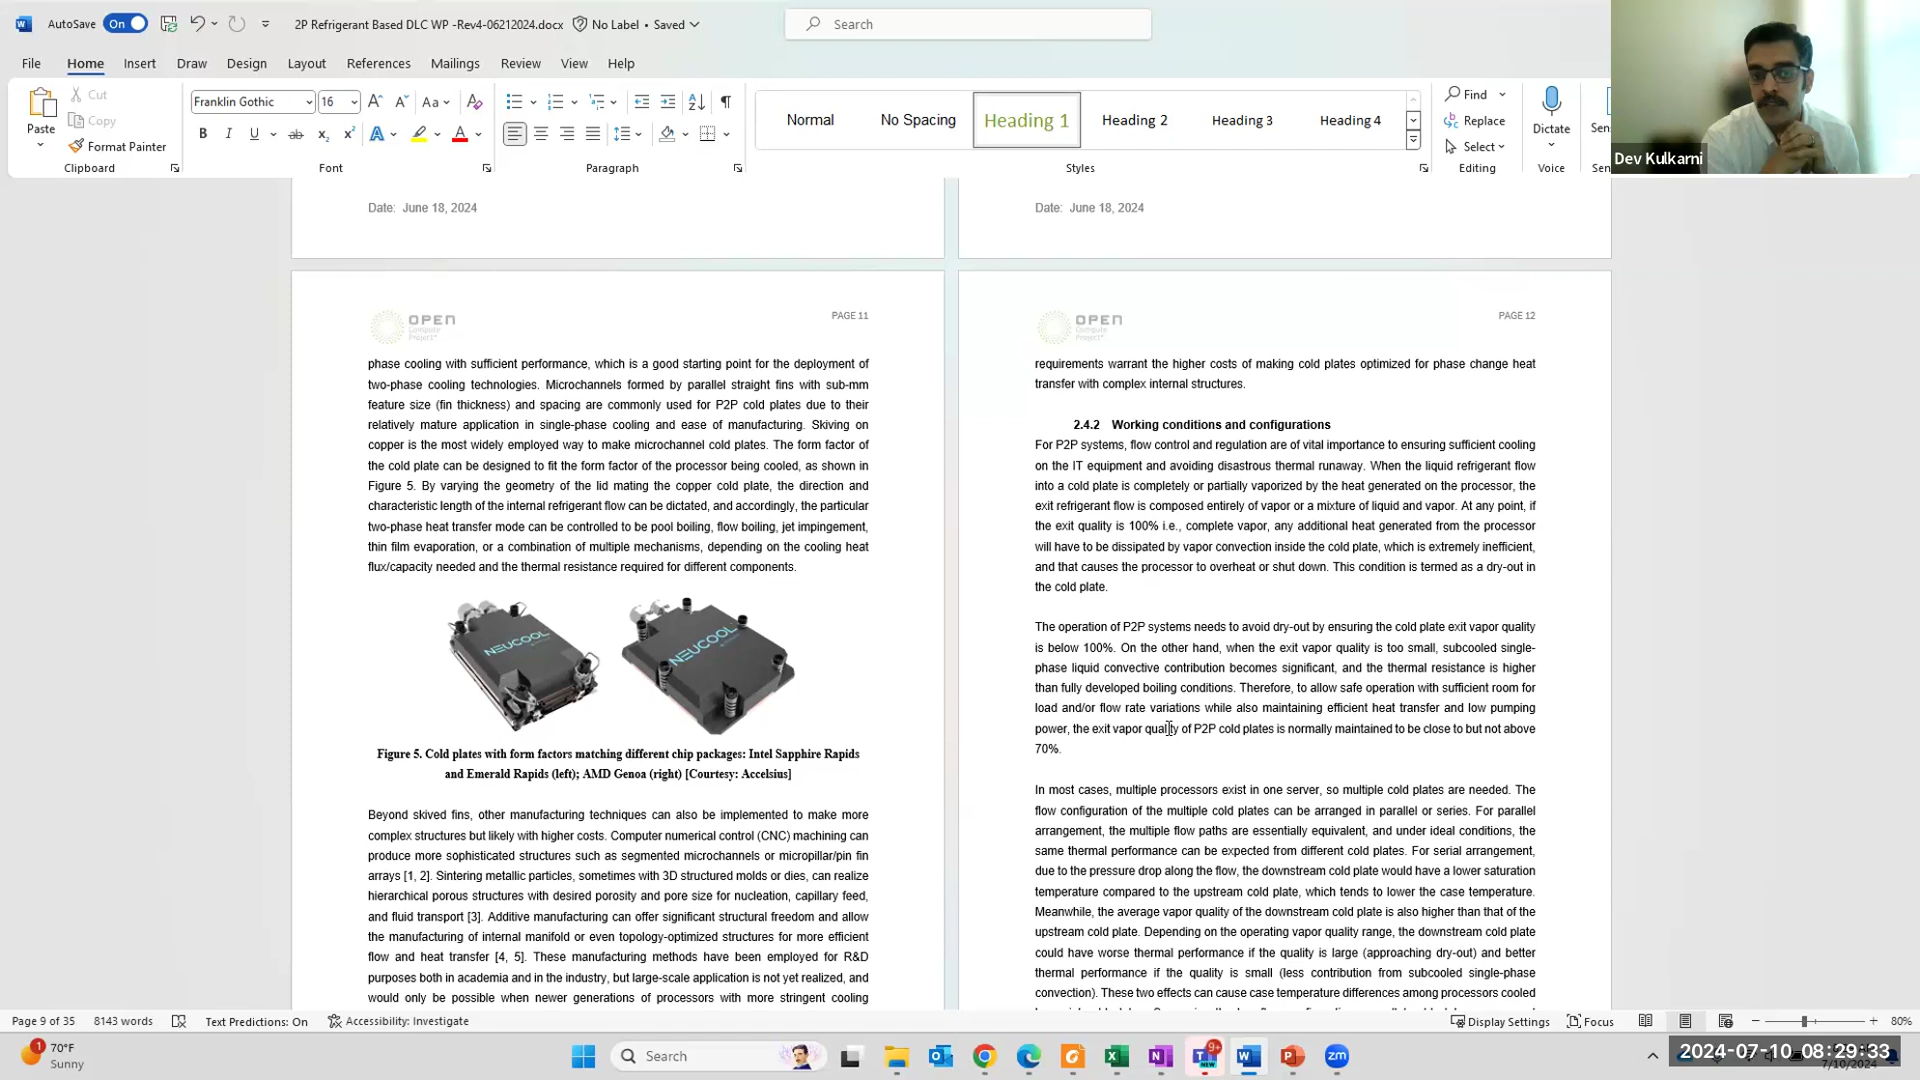 AutoSave On 2P Refrigerant Based DLC WP -Rev4-06212024.docx No Label • Saved Search
File Home Insert Draw Design Layout References Mailings Review View Help
Paste Cut Copy Format Painter Clipboard
Franklin Gothic 16 Font
Paragraph
Normal No Spacing Heading 1 Heading 2 Heading 3 Heading 4 Styles
Find Replace Select Editing
Dictate Voice
Dev Kulkarni
Date: June 18, 2024
Date: June 18, 2024
OPEN
Compute
Project®
PAGE 11
phase cooling with sufficient performance, which is a good starting point for the deployment of
two-phase cooling technologies. Microchannels formed by parallel straight fins with sub-mm
feature size (fin thickness) and spacing are commonly used for P2P cold plates due to their
relatively mature application in single-phase cooling and ease of manufacturing. Skiving on
copper is the most widely employed way to make microchannel cold plates. The form factor of
the cold plate can be designed to fit the form factor of the processor being cooled, as shown in
Figure 5. By varying the geometry of the lid mating the copper cold plate, the direction and
characteristic length of the internal refrigerant flow can be dictated, and accordingly, the particular
two-phase heat transfer mode can be controlled to be pool boiling, flow boiling, jet impingement,
thin film evaporation, or a combination of multiple mechanisms, depending on the cooling heat
flux/capacity needed and the thermal resistance required for different components.
NEUCOOL
NEUCOOL
Figure 5. Cold plates with form factors matching different chip packages: Intel Sapphire Rapids
and Emerald Rapids (left); AMD Genoa (right) [Courtesy: Accelsius]
Beyond skived fins, other manufacturing techniques can also be implemented to make more
complex structures but likely with higher costs. Computer numerical control (CNC) machining can
produce more sophisticated structures such as segmented microchannels or micropillar/pin fin
arrays [1, 2]. Sintering metallic particles, sometimes with 3D structured molds or dies, can realize
hierarchical porous structures with desired porosity and pore size for nucleation, capillary feed,
and fluid transport [3]. Additive manufacturing can offer significant structural freedom and allow
the manufacturing of internal manifold or even topology-optimized structures for more efficient
flow and heat transfer [4, 5]. These manufacturing methods have been employed for R&D
purposes both in academia and in the industry, but large-scale application is not yet realized, and
would only be possible when newer generations of processors with more stringent cooling
OPEN
Compute
Project®
PAGE 12
requirements warrant the higher costs of making cold plates optimized for phase change heat
transfer with complex internal structures.
2.4.2 Working conditions and configurations
For P2P systems, flow control and regulation are of vital importance to ensuring sufficient cooling
on the IT equipment and avoiding disastrous thermal runaway. When the liquid refrigerant flow
into a cold plate is completely or partially vaporized by the heat generated on the processor, the
exit refrigerant flow is composed entirely of vapor or a mixture of liquid and vapor. At any point, if
the exit quality is 100% i.e., complete vapor, any additional heat generated from the processor
will have to be dissipated by vapor convection inside the cold plate, which is extremely inefficient,
and that causes the processor to overheat or shut down. This condition is termed as a dry-out in
the cold plate.
The operation of P2P systems needs to avoid dry-out by ensuring the cold plate exit vapor quality
is below 100%. On the other hand, when the exit vapor quality is too small, subcooled single-
phase liquid convective contribution becomes significant, and the thermal resistance is higher
than fully developed boiling conditions. Therefore, to allow safe operation with sufficient room for
load and/or flow rate variations while also maintaining efficient heat transfer and low pumping
power, the exit vapor quality of P2P cold plates is normally maintained to be close to but not above
70%.
In most cases, multiple processors exist in one server, so multiple cold plates are needed. The
flow configuration of the multiple cold plates can be arranged in parallel or series. For parallel
arrangement, the multiple flow paths are essentially equivalent, and under ideal conditions, the
same thermal performance can be expected from different cold plates. For serial arrangement,
due to the pressure drop along the flow, the downstream cold plate would have a lower saturation
temperature compared to the upstream cold plate, which tends to lower the case temperature.
Meanwhile, the average vapor quality of the downstream cold plate is also higher than that of the
upstream cold plate. Depending on the operating vapor quality range, the downstream cold plate
could have worse thermal performance if the quality is large (approaching dry-out) and better
thermal performance if the quality is small (less contribution from subcooled single-phase
convection). These two effects can cause case temperature differences among processors cooled
Page 9 of 35 8143 words Text Predictions: On Accessibility: Investigate Display Settings Focus 80%
70°F
Sunny
Search
2024-07-10 08:29:33
7/10/2024